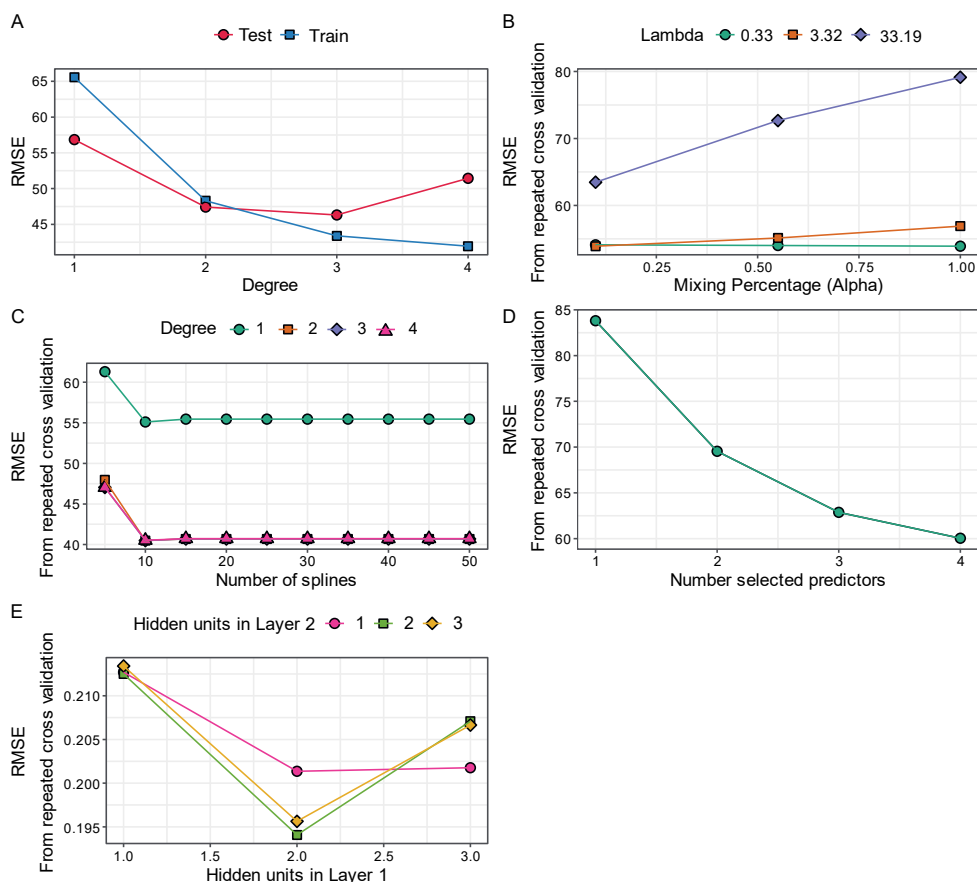 A
Test Train
RMSE
65
60
55
50
45
1 2 3 4
Degree
B
Lambda 0.33 3.32 33.19
RMSE
From repeated cross validation
80
70
60
0.25 0.50 0.75 1.00
Mixing Percentage (Alpha)
C
Degree 1 2 3 4
RMSE
From repeated cross validation
60
55
50
45
40
10 20 30 40 50
Number of splines
D
RMSE
From repeated cross validation
85
80
75
70
65
60
1 2 3 4
Number selected predictors
E
Hidden units in Layer 2 1 2 3
RMSE
From repeated cross validation
0.210
0.205
0.200
0.195
1.0 1.5 2.0 2.5 3.0
Hidden units in Layer 1